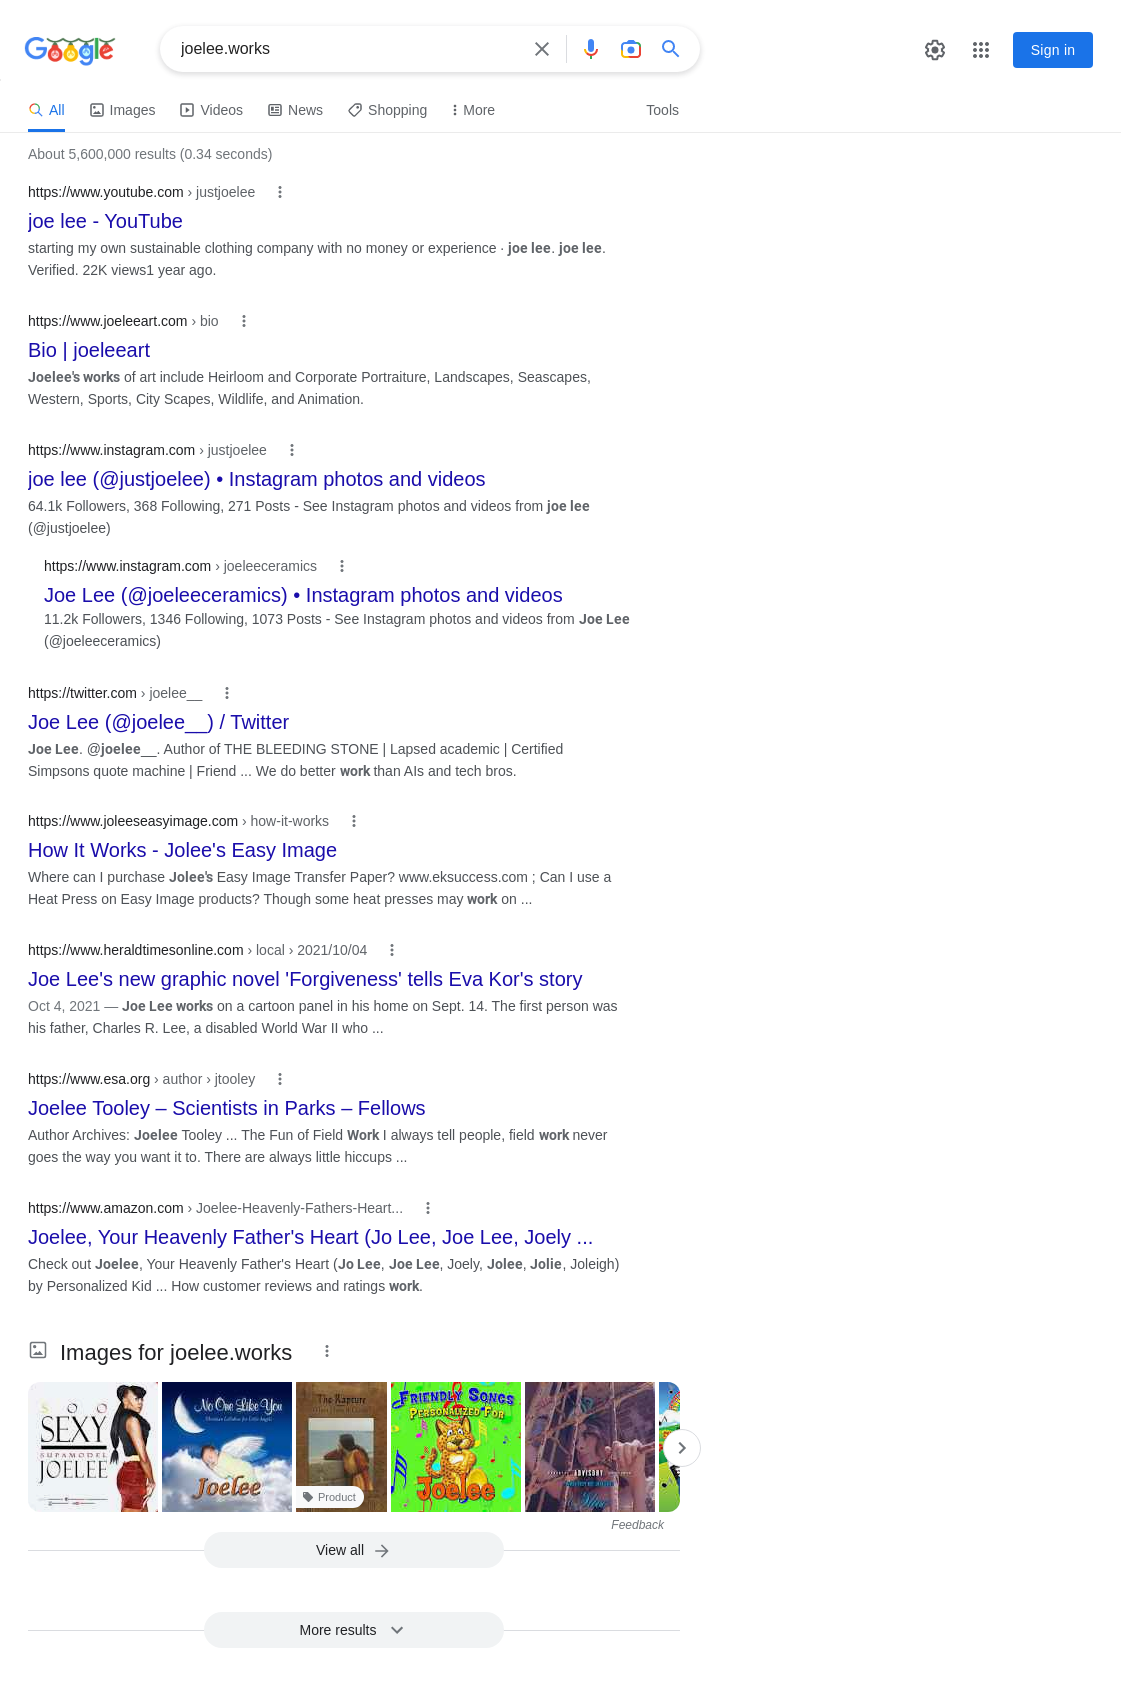 Google
joelee.works
Sign in
All
Images
Videos
News
Shopping
More
Tools
About 5,600,000 results (0.34 seconds)
https://www.youtube.com › justjoelee
joe lee - YouTube
starting my own sustainable clothing company with no money or experience · joe lee. joe lee.
Verified. 22K views1 year ago.
https://www.joeleeart.com › bio
Bio | joeleeart
Joelee's works of art include Heirloom and Corporate Portraiture, Landscapes, Seascapes,
Western, Sports, City Scapes, Wildlife, and Animation.
https://www.instagram.com › justjoelee
joe lee (@justjoelee) • Instagram photos and videos
64.1k Followers, 368 Following, 271 Posts - See Instagram photos and videos from joe lee
(@justjoelee)
https://www.instagram.com › joeleeceramics
Joe Lee (@joeleeceramics) • Instagram photos and videos
11.2k Followers, 1346 Following, 1073 Posts - See Instagram photos and videos from Joe Lee
(@joeleeceramics)
https://twitter.com › joelee__
Joe Lee (@joelee__) / Twitter
Joe Lee. @joelee__. Author of THE BLEEDING STONE | Lapsed academic | Certified
Simpsons quote machine | Friend ... We do better work than AIs and tech bros.
https://www.joleeseasyimage.com › how-it-works
How It Works - Jolee's Easy Image
Where can I purchase Jolee's Easy Image Transfer Paper? www.eksuccess.com ; Can I use a
Heat Press on Easy Image products? Though some heat presses may work on ...
https://www.heraldtimesonline.com › local › 2021/10/04
Joe Lee's new graphic novel 'Forgiveness' tells Eva Kor's story
Oct 4, 2021 — Joe Lee works on a cartoon panel in his home on Sept. 14. The first person was
his father, Charles R. Lee, a disabled World War II who ...
https://www.esa.org › author › jtooley
Joelee Tooley – Scientists in Parks – Fellows
Author Archives: Joelee Tooley ... The Fun of Field Work I always tell people, field work never
goes the way you want it to. There are always little hiccups ...
https://www.amazon.com › Joelee-Heavenly-Fathers-Heart...
Joelee, Your Heavenly Father's Heart (Jo Lee, Joe Lee, Joely ...
Check out Joelee, Your Heavenly Father's Heart (Jo Lee, Joe Lee, Joely, Jolee, Jolie, Joleigh)
by Personalized Kid ... How customer reviews and ratings work.
Images for joelee.works
SOO
SEXY
SUPAMODEL
JOELEE
No One Like You
Christian Lullabies for Little Angels
Joelee
The Rapture
Product
FRIENDLY SONGS
PERSONALIZED FOR
Joelee
ADVISORY
Feedback
View all
More results